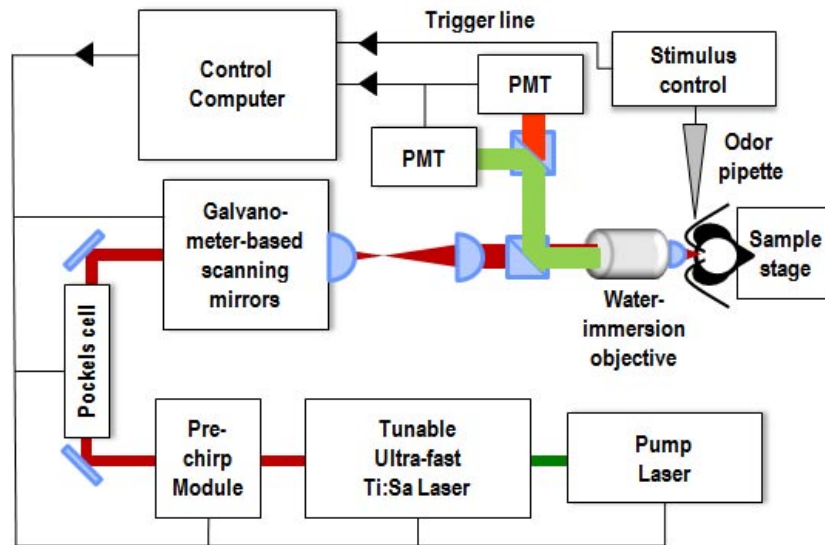 Trigger line
Control
Computer
PMT
PMT
Stimulus
control
Odor
pipette
Galvano-
meter-based
scanning
mirrors
Sample
stage
Water-
immersion
objective
Pockels cell
Pre-
chirp
Module
Tunable
Ultra-fast
Ti:Sa Laser
Pump
Laser